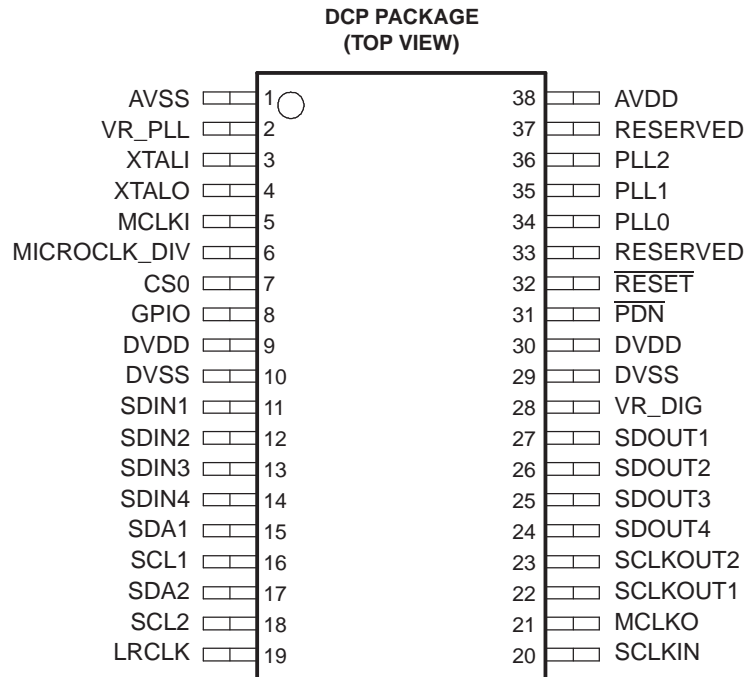 DCP PACKAGE
(TOP VIEW)
AVSS 1 38 AVDD
VR_PLL 2 37 RESERVED
XTALI 3 36 PLL2
XTALO 4 35 PLL1
MCLKI 5 34 PLL0
MICROCLK_DIV 6 33 RESERVED
CS0 7 32 RESET
GPIO 8 31 PDN
DVDD 9 30 DVDD
DVSS 10 29 DVSS
SDIN1 11 28 VR_DIG
SDIN2 12 27 SDOUT1
SDIN3 13 26 SDOUT2
SDIN4 14 25 SDOUT3
SDA1 15 24 SDOUT4
SCL1 16 23 SCLKOUT2
SDA2 17 22 SCLKOUT1
SCL2 18 21 MCLKO
LRCLK 19 20 SCLKIN